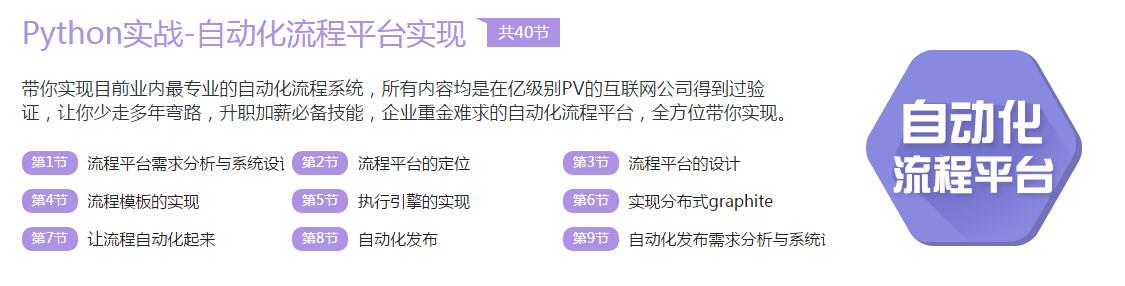 Python实战-自动化流程平台实现 共40节
带你实现目前业内最专业的自动化流程系统，所有内容均是在亿级别PV的互联网公司得到过验
证，让你少走多年弯路，升职加薪必备技能，企业重金难求的自动化流程平台，全方位带你实现。
第1节 流程平台需求分析与系统设 第2节 流程平台的定位 第3节 流程平台的设计
第4节 流程模板的实现 第5节 执行引擎的实现 第6节 实现分布式graphite
第7节 让流程自动化起来 第8节 自动化发布 第9节 自动化发布需求分析与系统
自动化
流程平台